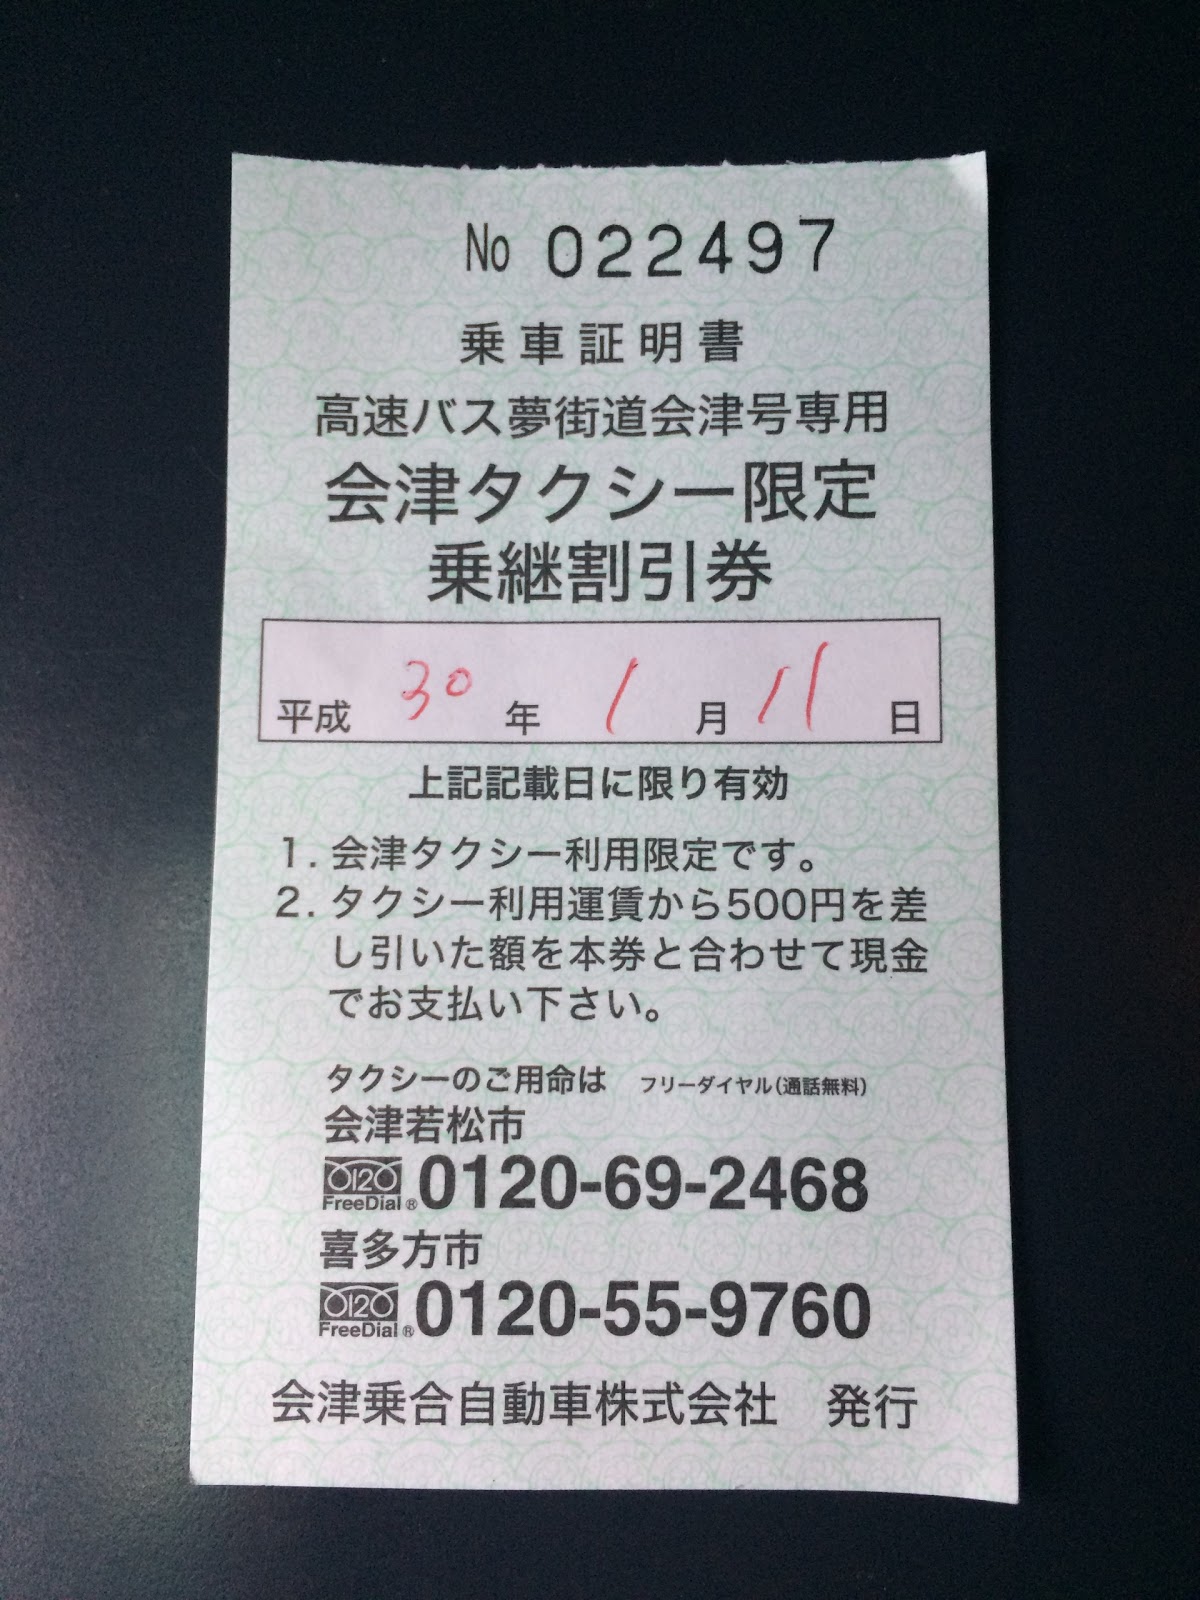 No 022497
乗車証明書
高速バス夢街道会津号専用
会津タクシー限定
乗継割引券
平成 30 年 1 月 11 日
上記記載日に限り有効
1. 会津タクシー利用限定です。
2. タクシー利用運賃から500円を差
し引いた額を本券と合わせて現金
でお支払い下さい。
タクシーのご用命は フリーダイヤル(通話無料)
会津若松市
0120 FreeDial® 0120-69-2468
喜多方市
0120 FreeDial® 0120-55-9760
会津乗合自動車株式会社 発行